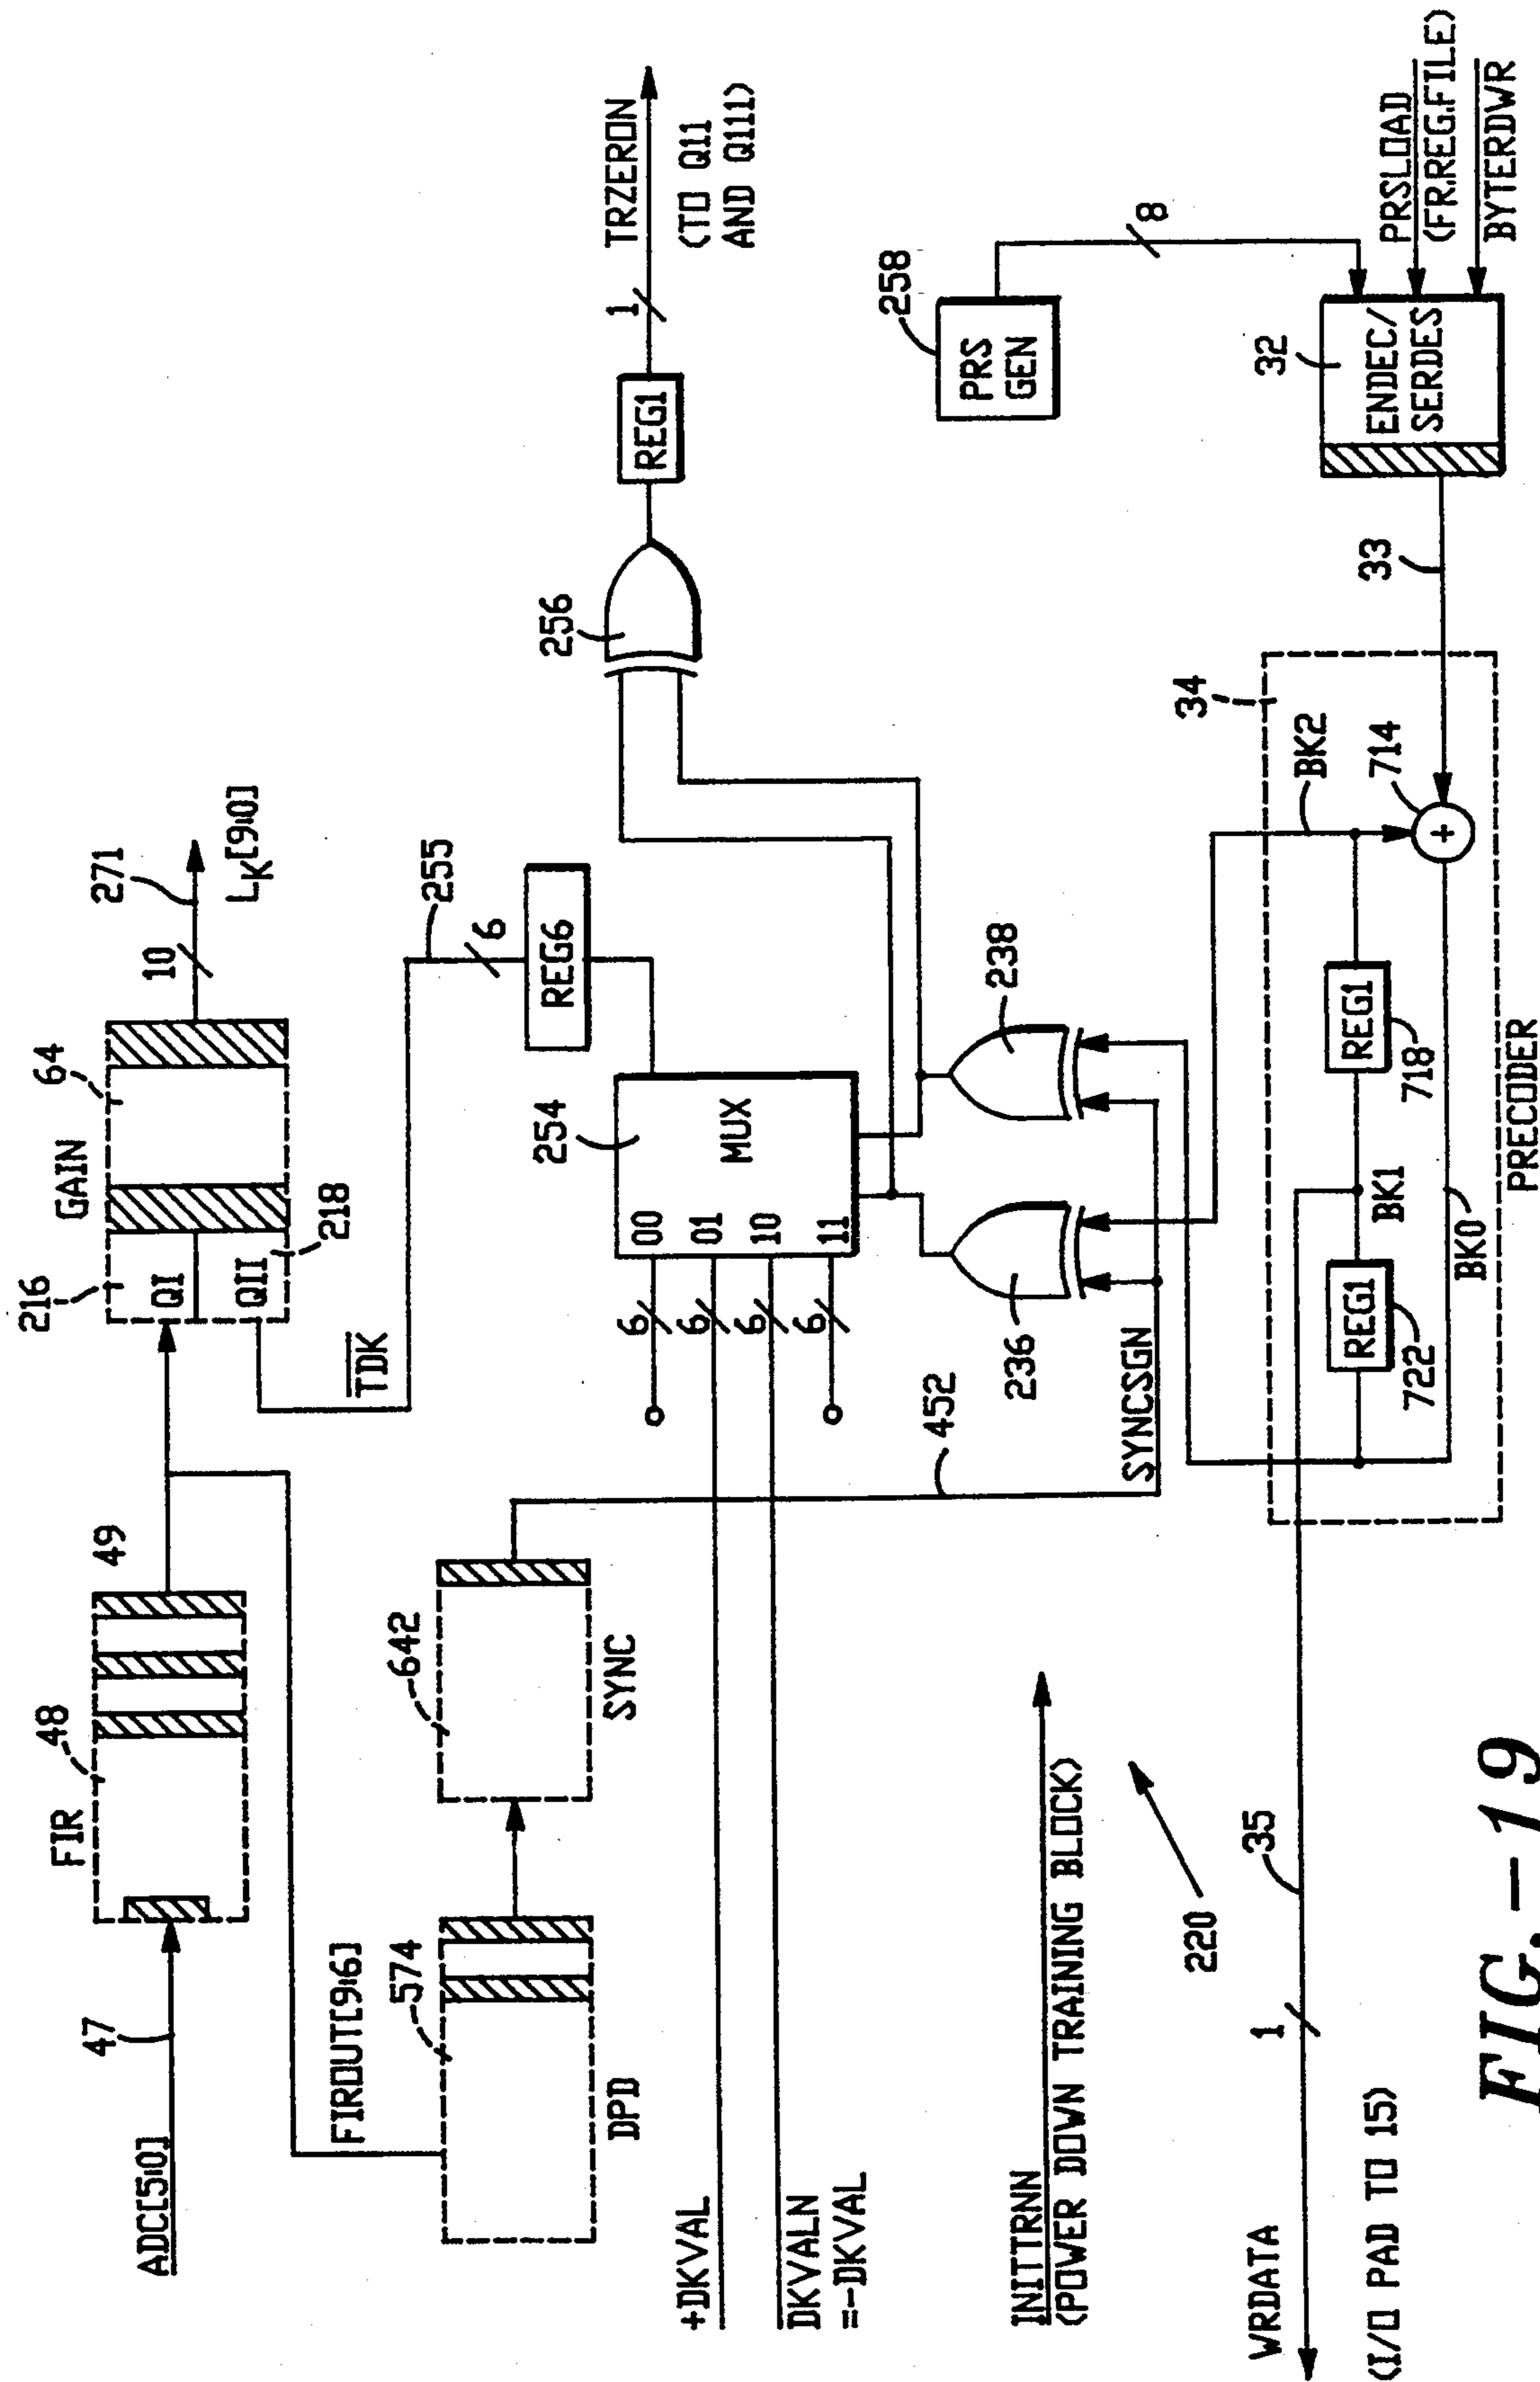 ADC[5:0]
47
FIR
48
49
216
GAIN
64
QI
QII
218
271
10
LK[9:0]
FIROUT[9:6]
574
DPD
642
SYNC
TDK
255
6
REG6
+DKVAL
DKVALN
=-DKVAL
6
6
6
6
00
01
10
11
254
MUX
256
REG1
1
TRZERON
(TO Q11
AND Q111)
452
SYNCSGN
236
238
INITTRNN
(POWER DOWN TRAINING BLOCK)
220
258
PRS
GEN
8
32
ENDEC/
SERDES
PRSLOAD
(FR.REG.FILE)
BYTERDWR
33
34
BK2
714
+
REG1
718
BK1
REG1
722
BK0
PRECODER
WRDATA
1
35
(I/O PAD TO 15)
FIG.-19